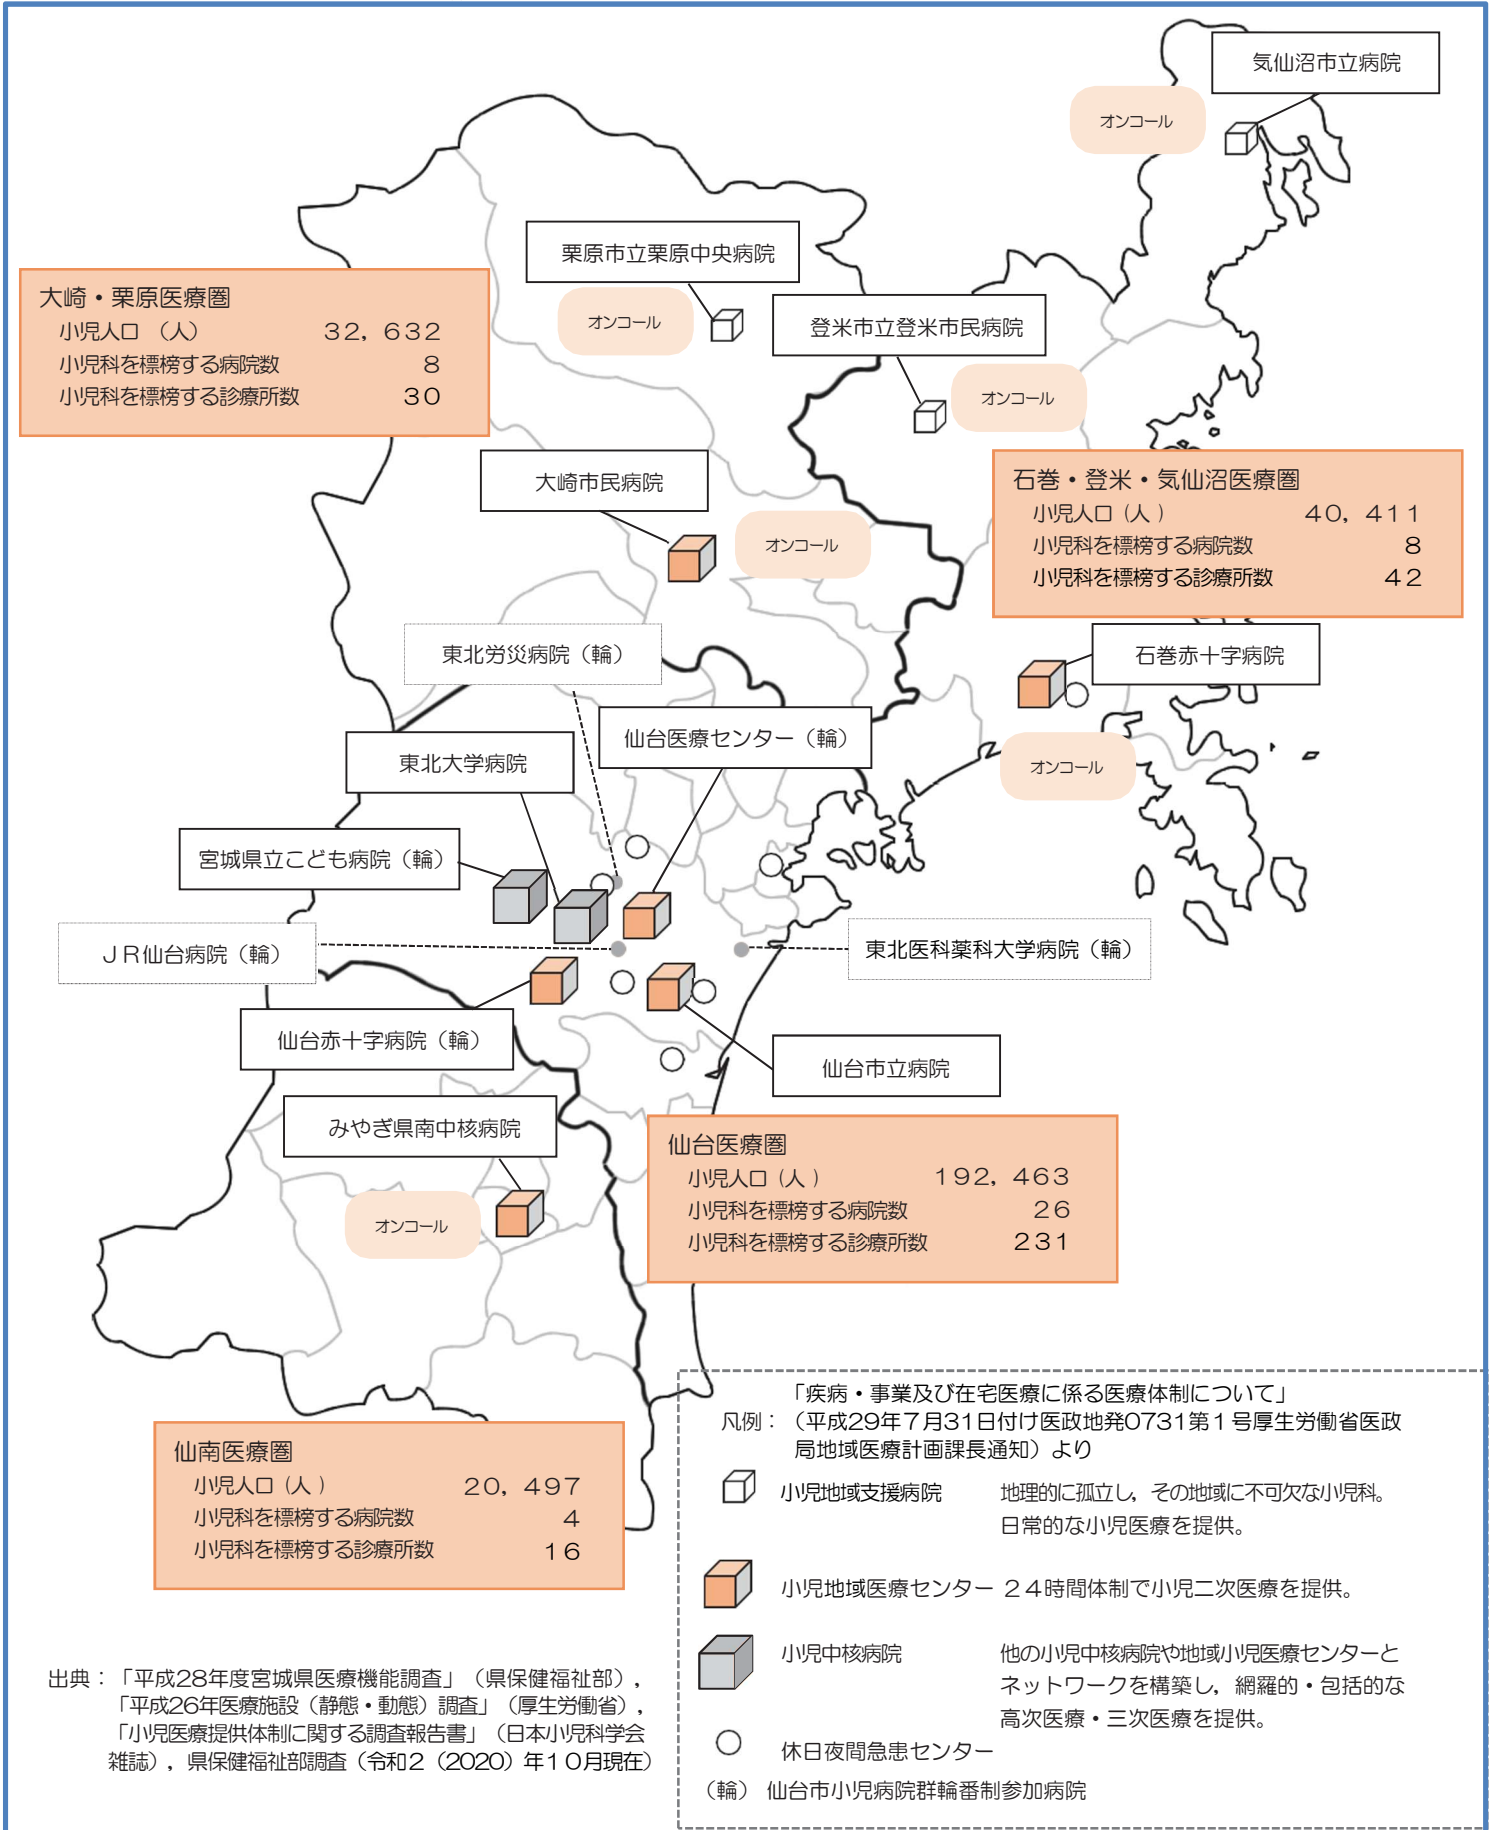 気仙沼市立病院
オンコール
栗原市立栗原中央病院
オンコール
登米市立登米市民病院
オンコール
大崎・栗原医療圏
小児人口 （人） 32，632
小児科を標榜する病院数 8
小児科を標榜する診療所数 30
大崎市民病院
オンコール
石巻・登米・気仙沼医療圏
小児人口（人） 40，411
小児科を標榜する病院数 8
小児科を標榜する診療所数 42
東北労災病院（輪）
石巻赤十字病院
オンコール
仙台医療センター（輪）
東北大学病院
宮城県立こども病院（輪）
ＪＲ仙台病院（輪）
東北医科薬科大学病院（輪）
仙台赤十字病院（輪）
仙台市立病院
みやぎ県南中核病院
オンコール
仙台医療圏
小児人口（人） 192，463
小児科を標榜する病院数 26
小児科を標榜する診療所数 231
仙南医療圏
小児人口（人） 20，497
小児科を標榜する病院数 4
小児科を標榜する診療所数 16
「疾病・事業及び在宅医療に係る医療体制について」
凡例：（平成29年７月31日付け医政地発0731第１号厚生労働省医政
局地域医療計画課長通知）より
小児地域支援病院 地理的に孤立し，その地域に不可欠な小児科。
日常的な小児医療を提供。
小児地域医療センター ２４時間体制で小児二次医療を提供。
小児中核病院 他の小児中核病院や地域小児医療センターと
ネットワークを構築し，網羅的・包括的な
高次医療・三次医療を提供。
休日夜間急患センター
（輪） 仙台市小児病院群輪番制参加病院
出典：「平成28年度宮城県医療機能調査」（県保健福祉部），
「平成26年医療施設（静態・動態）調査」（厚生労働省），
「小児医療提供体制に関する調査報告書」（日本小児科学会
雑誌），県保健福祉部調査（令和２（2020）年１０月現在）